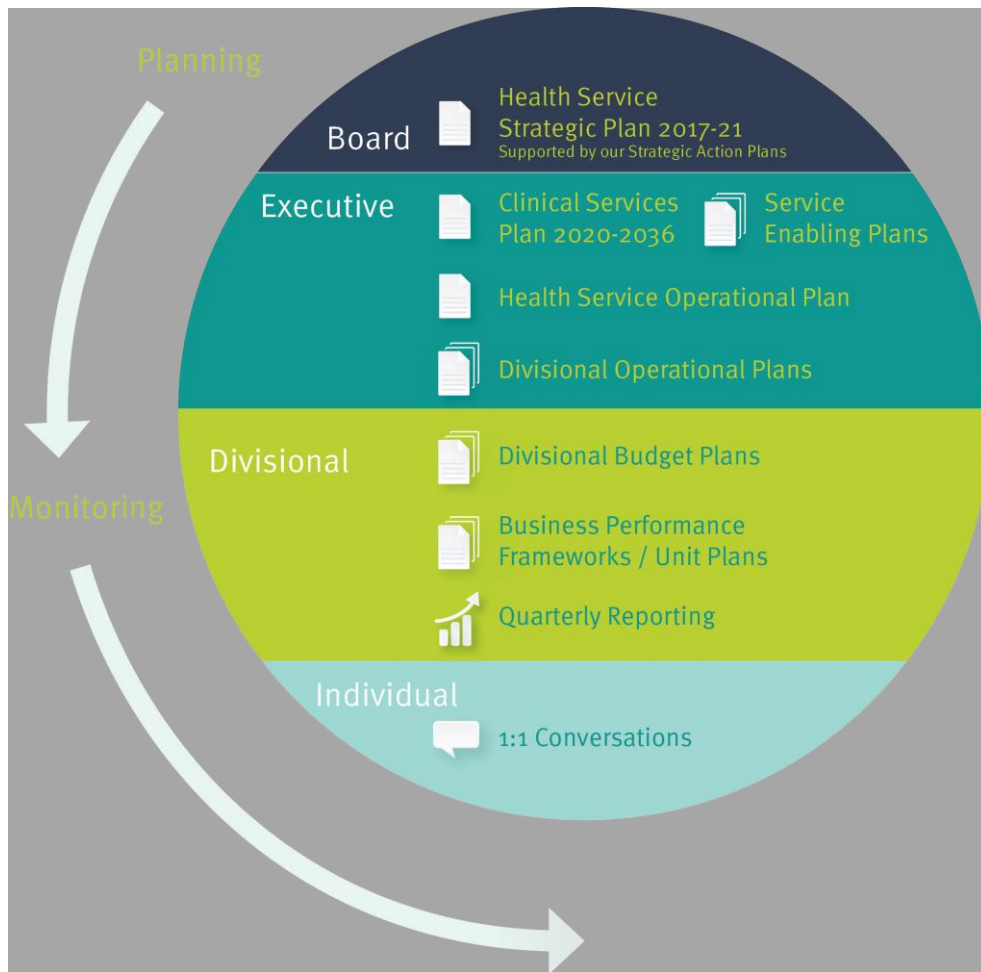 Planning
Board
Health Service
Strategic Plan 2017-21
Supported by our Strategic Action Plans
Executive
Clinical Services
Plan 2020-2036
Service
Enabling Plans
Health Service Operational Plan
Divisional Operational Plans
Divisional
Divisional Budget Plans
Monitoring
Business Performance
Frameworks / Unit Plans
Quarterly Reporting
Individual
1:1 Conversations